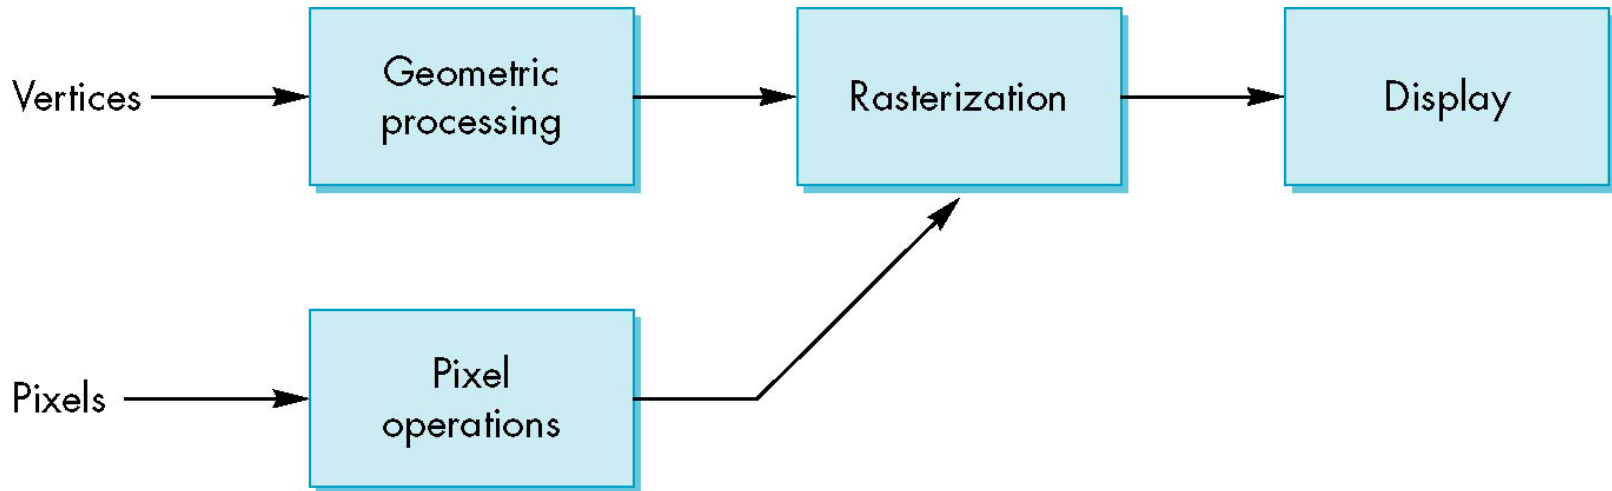 Vertices
Geometric
processing
Rasterization
Display
Pixels
Pixel
operations